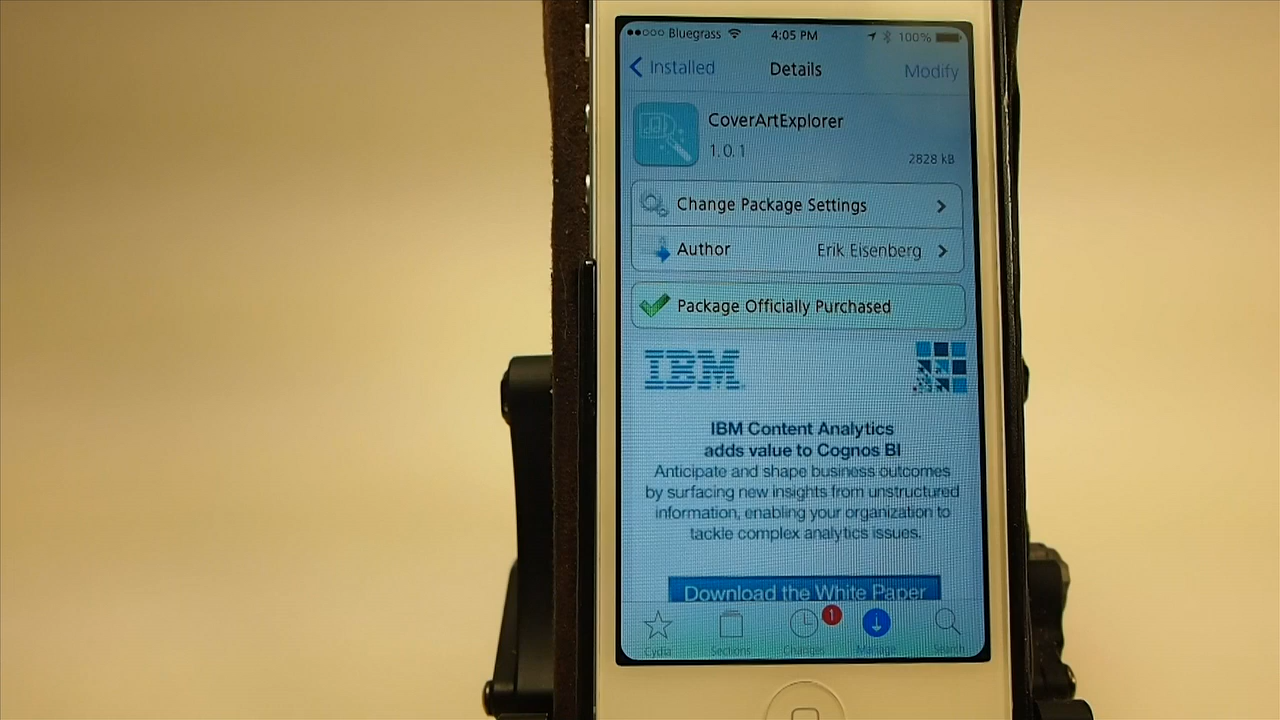 Bluegrass 4:05 PM 100%
Installed Details Modify
CoverArtExplorer
1.0.1
2828 kB
Change Package Settings
Author Erik Eisenberg
Package Officially Purchased
IBM
IBM Content Analytics
adds value to Cognos BI
Anticipate and shape business outcomes
by surfacing new insights from unstructured
information, enabling your organization to
tackle complex analytics issues.
Download the White Paper
1
Cydia Sections Changes Manage Search